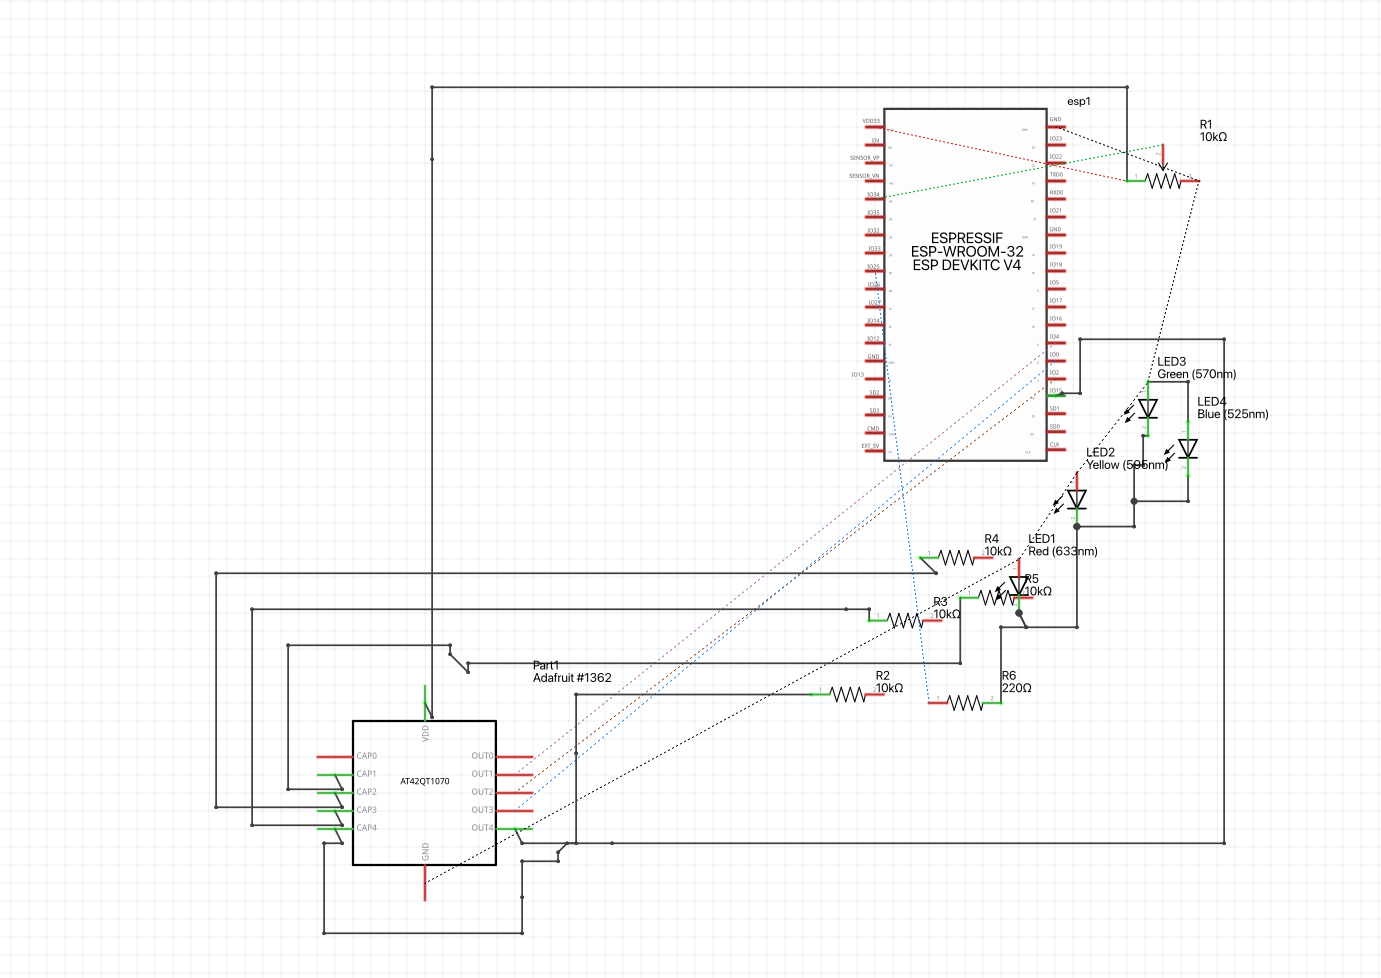 esp1
VDD33
GND
EN
IO23
SENSOR_VP
IO22
SENSOR_VN
TXD0
IO34
RXD0
IO35
IO21
IO32
GND
IO33
IO19
IO25
IO18
IO26
IO5
IO27
IO17
IO14
IO16
IO12
IO4
GND
IO0
IO13
IO2
SD2
IO15
SD3
SD1
CMD
SD0
EXT_5V
CLK
ESPRESSIF
ESP-WROOM-32
ESP DEVKITC V4
R1
10kΩ
LED3
Green (570nm)
LED4
Blue (525nm)
LED2
Yellow (595nm)
R4
10kΩ
LED1
Red (633nm)
R5
10kΩ
R3
10kΩ
Part1
Adafruit #1362
R2
10kΩ
R6
220Ω
VDD
CAP0
OUT0
CAP1
OUT1
AT42QT1070
CAP2
OUT2
CAP3
OUT3
CAP4
OUT4
GND